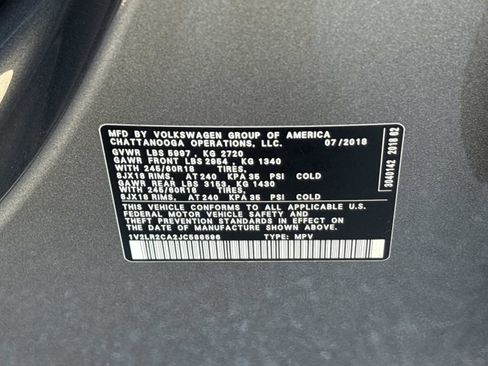 MFD BY VOLKSWAGEN GROUP OF AMERICA
CHATTANOOGA OPERATIONS, LLC. 07/2018
GVWR LBS 5997 , KG 2720
GAWR FRONT LBS 2954 , KG 1340
WITH 245/60R18 TIRES,
8JX18 RIMS, AT 240 KPA 35 PSI COLD
GAWR REAR LBS 3153, KG 1430
WITH 245/60R18 TIRES,
8JX18 RIMS, AT 240 KPA 35 PSI COLD
THIS VEHICLE CONFORMS TO ALL APPLICABLE U.S.
FEDERAL MOTOR VEHICLE SAFETY AND
THEFT PREVENTION STANDARDS IN EFFECT ON
THE DATE OF MANUFACTURE SHOWN ABOVE.
1V2LR2CA2JC589596 TYPE: MPV
3040142 2018 02